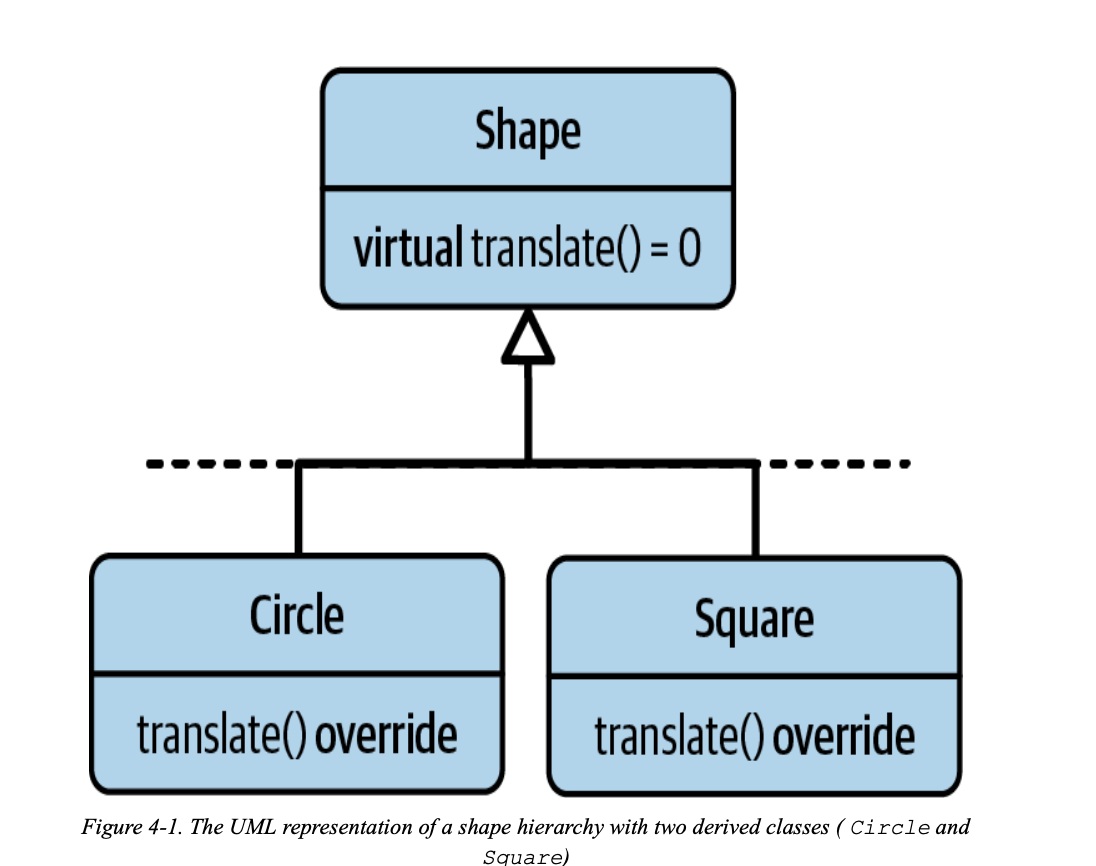 Shape
virtual translate() = 0
Circle
translate() override
Square
translate() override
Figure 4-1. The UML representation of a shape hierarchy with two derived classes ( Circle and
Square)